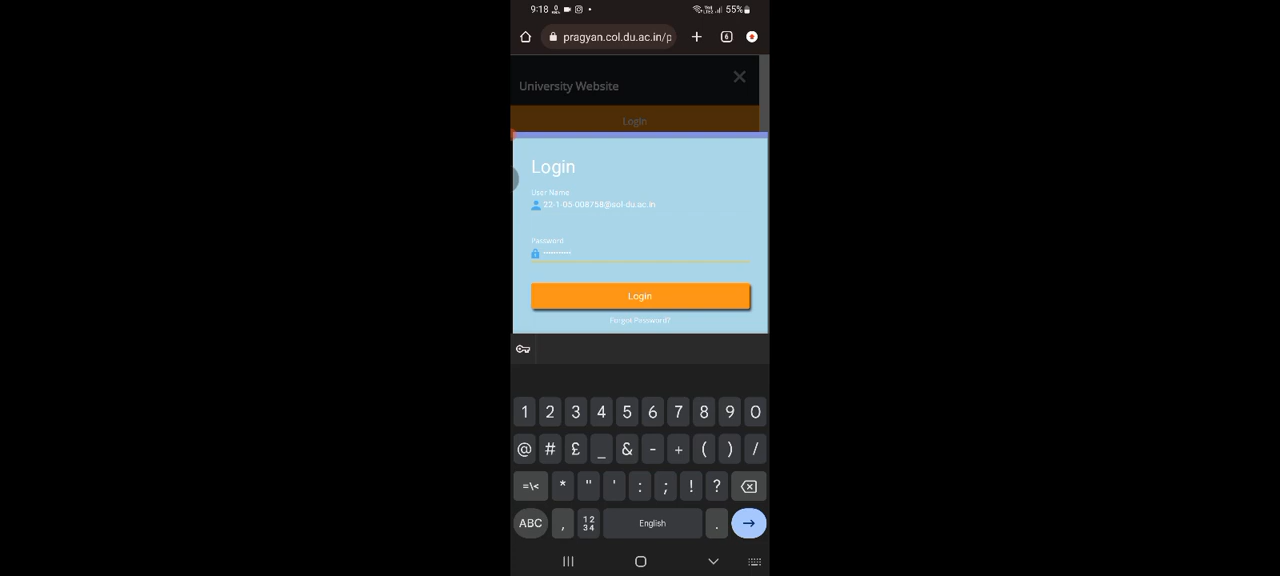 9:18
55%
pragyan.col.du.ac.in/p
6
University Website
Login
Login
User Name
22-1-05-008758@sol-du.ac.in
Password
Login
Forgot Password?
1 2 3 4 5 6 7 8 9 0
@ # £ _ & - + ( ) /
=\< * " ' : ; ! ?
ABC , 12 34 English .